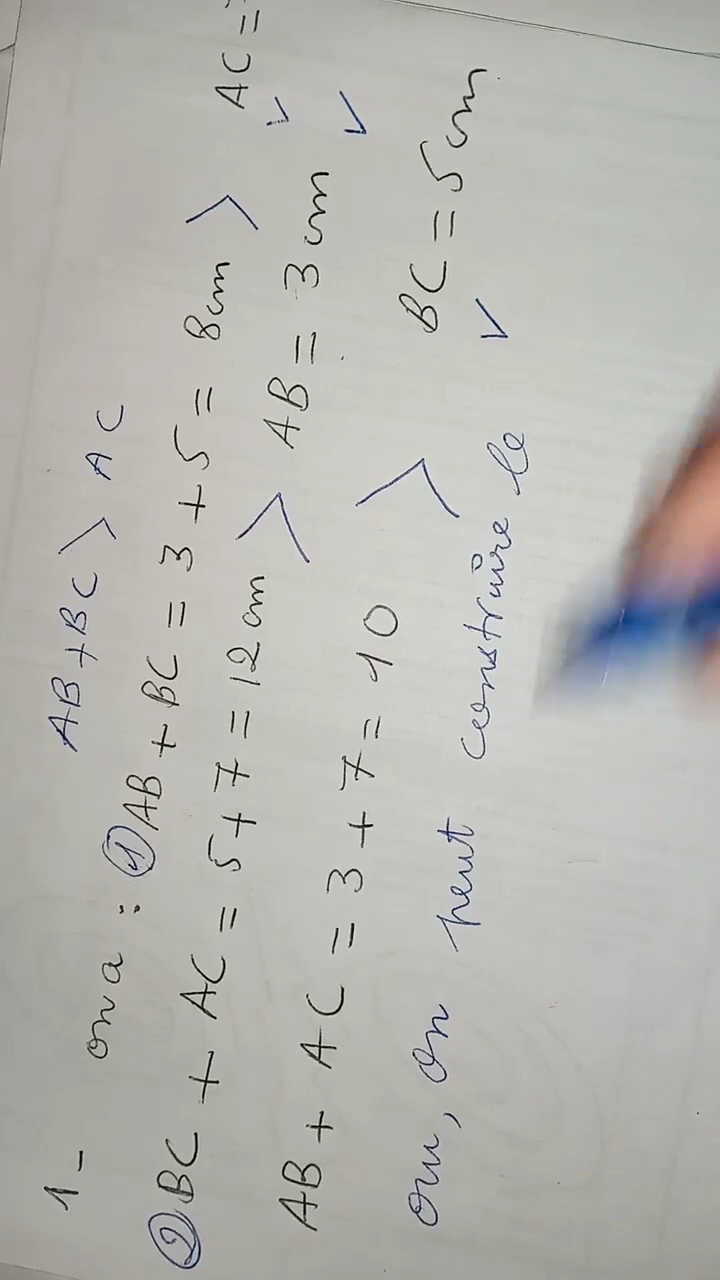 AB + BC > AC
1- on a : ① AB + BC = 3 + 5 = 8cm > AC =
② BC + AC = 5 + 7 = 12 cm > AB = 3 cm ✓
AB + AC = 3 + 7 = 10 > BC = 5 cm ✓
oui, on peut construire le